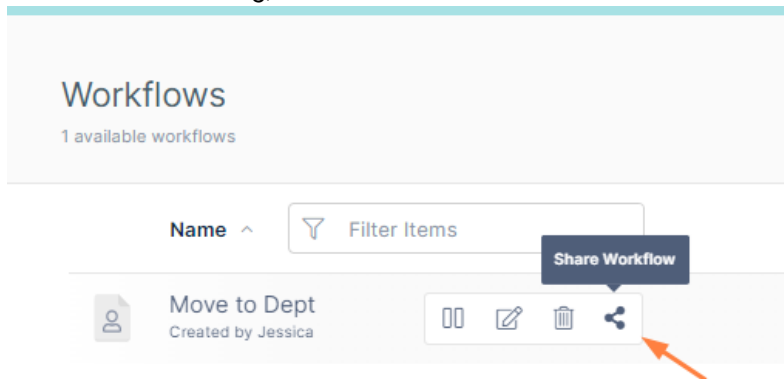 Workflows
1 available workflows
Name
Filter Items
Share Workflow
Move to Dept
Created by Jessica